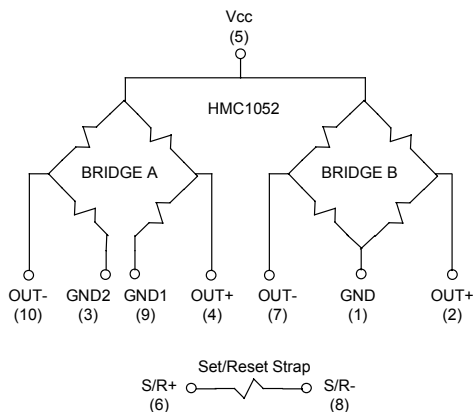 Vcc
(5)
HMC1052
BRIDGE A
BRIDGE B
OUT- GND2 GND1 OUT+ OUT- GND OUT+
(10) (3) (9) (4) (7) (1) (2)
Set/Reset Strap
S/R+ S/R-
(6) (8)